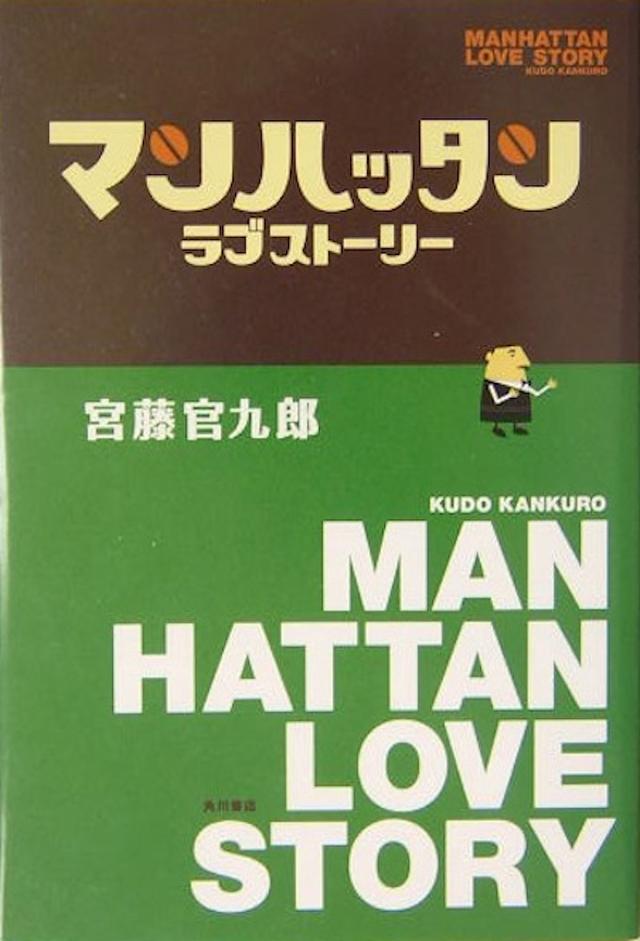 MANHATTAN
LOVE STORY
KUDO KANKURO
マンハッタン
ラブストーリー
宮藤官九郎
KUDO KANKURO
MAN
HATTAN
LOVE
角川書店
STORY